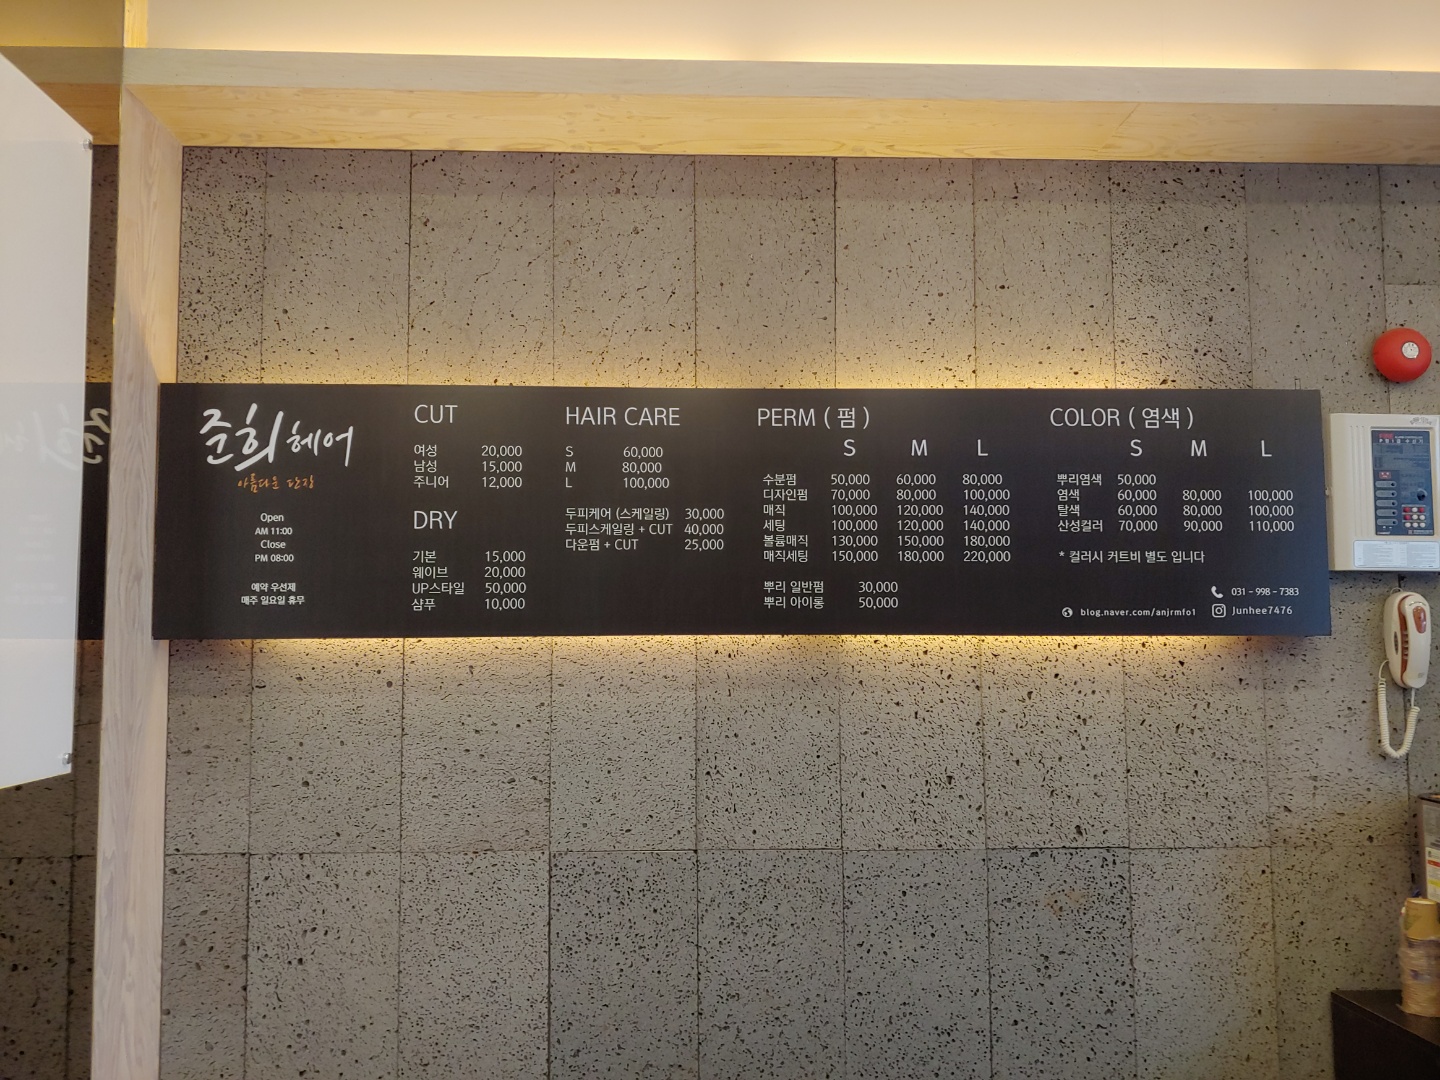 준희 헤어
아름다운 단장
Open
AM 11:00
Close
PM 08:00
예약 우선제
매주 일요일 휴무
CUT
여성 20,000
남성 15,000
주니어 12,000
DRY
기본 15,000
웨이브 20,000
UP스타일 50,000
샴푸 10,000
HAIR CARE
S 60,000
M 80,000
L 100,000
두피케어 (스케일링) 30,000
두피스케일링 + CUT 40,000
다운펌 + CUT 25,000
PERM ( 펌 )
S M L
수분펌 50,000 60,000 80,000
디자인펌 70,000 80,000 100,000
매직 100,000 120,000 140,000
세팅 100,000 120,000 140,000
볼륨매직 130,000 150,000 180,000
매직세팅 150,000 180,000 220,000
뿌리 일반펌 30,000
뿌리 아이롱 50,000
COLOR ( 염색 )
S M L
뿌리염색 50,000
염색 60,000 80,000 100,000
탈색 60,000 80,000 100,000
산성컬러 70,000 90,000 110,000
* 컬러시 커트비 별도 입니다
031 - 998 - 7383
blog.naver.com/anjrmfo1 Junhee7476